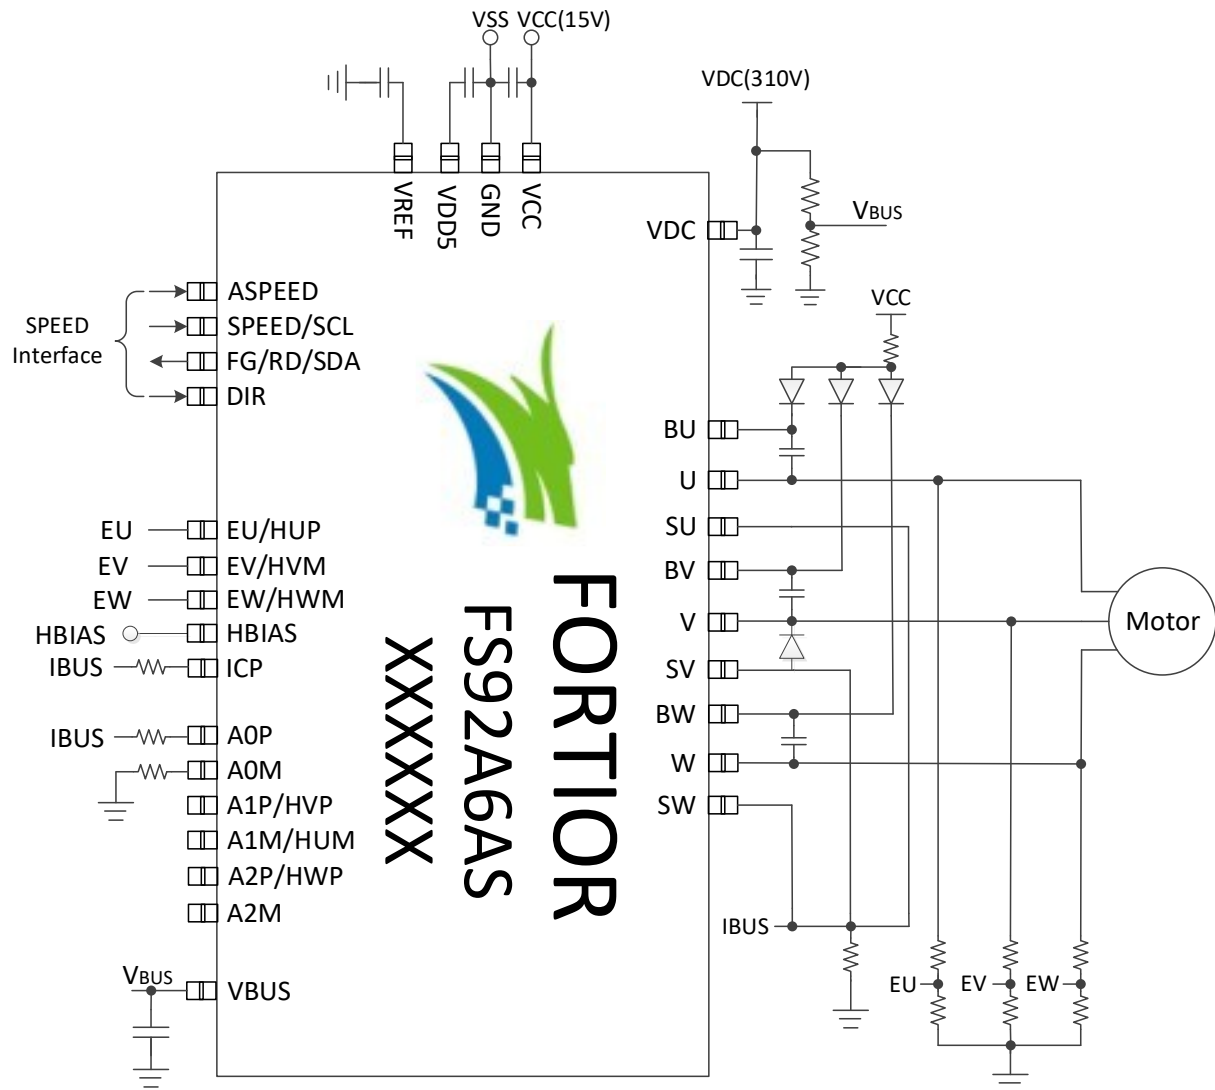 VSS VCC(15V)
VDC(310V)
VREF
VDD5
GND
VCC
VDC
VBUS
SPEED
Interface
ASPEED
SPEED/SCL
FG/RD/SDA
DIR
VCC
BU
U
SU
BV
V
SV
BW
W
SW
Motor
EU EU/HUP
EV EV/HVM
EW EW/HWM
HBIAS HBIAS
IBUS ICP
IBUS A0P
A0M
A1P/HVP
A1M/HUM
A2P/HWP
A2M
VBUS VBUS
FORTIOR
FS92A6AS
XXXXXXX
IBUS
EU EV EW